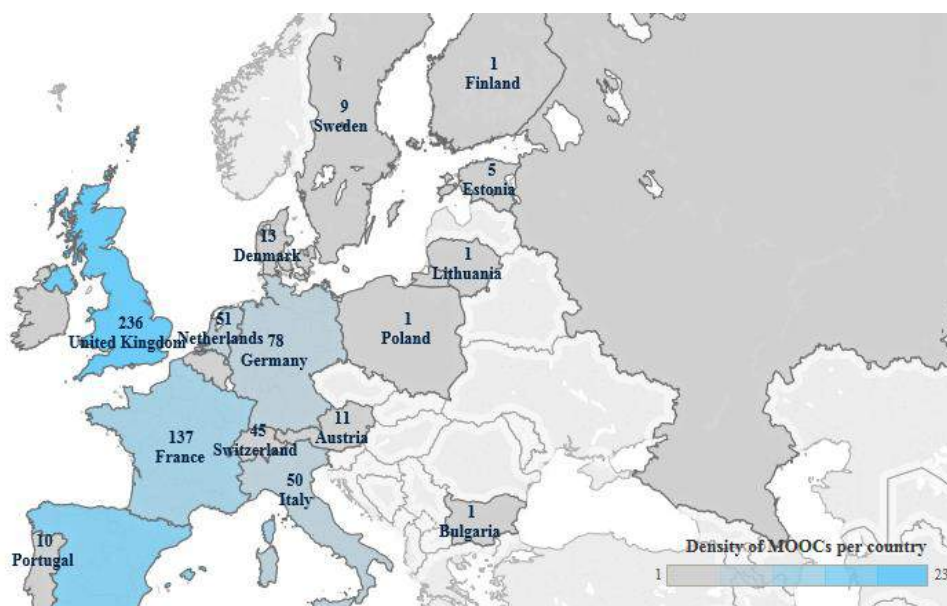 1
Finland
9
Sweden
5
Estonia
13
Denmark
1
Lithuania
236
United Kingdom
51
Netherlands
78
Germany
1
Poland
137
France
45
Switzerland
11
Austria
50
Italy
1
Bulgaria
10
Portugal
Density of MOOCs per country
1 23